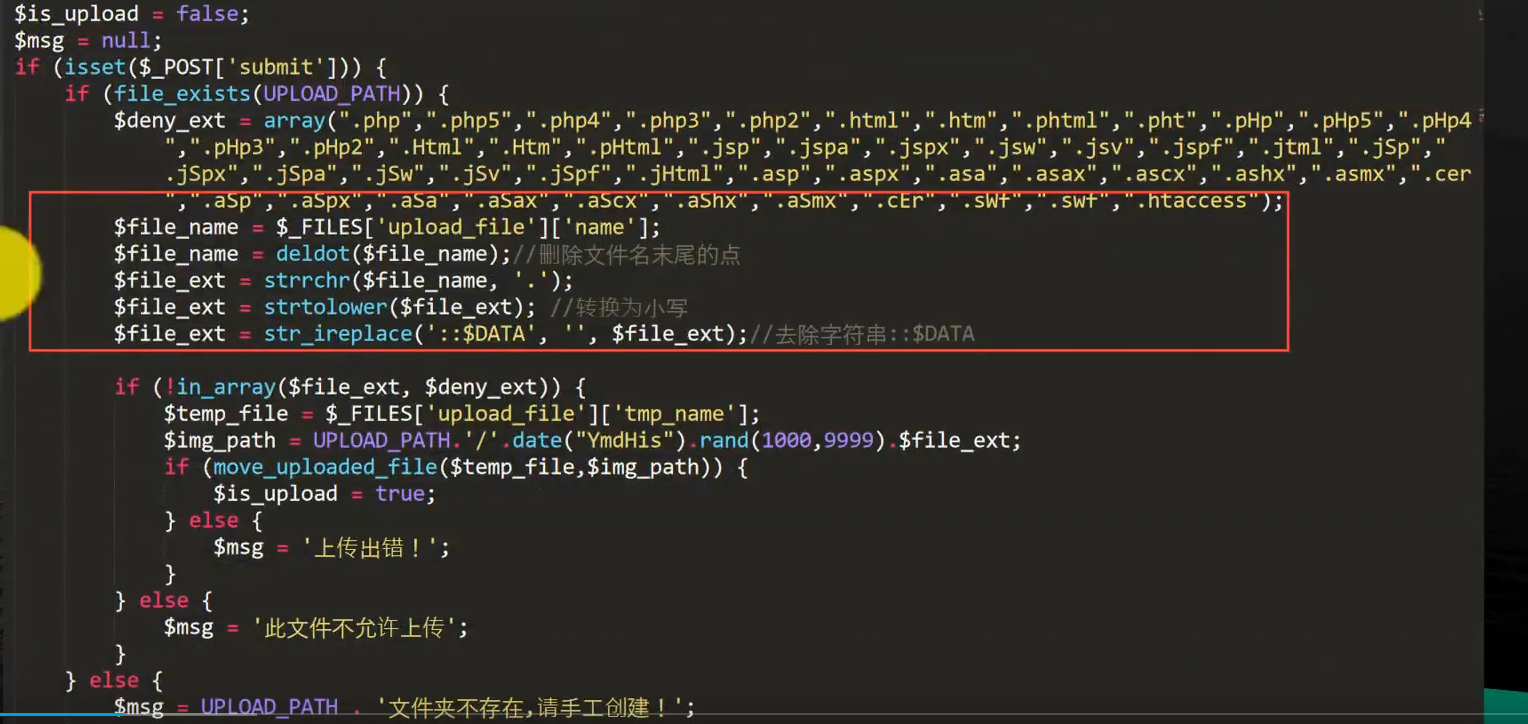 $is_upload = false;
$msg = null;
if (isset($_POST['submit'])) {
    if (file_exists(UPLOAD_PATH)) {
        $deny_ext = array(".php",".php5",".php4",".php3",".php2",".html",".htm",".phtml",".pht",".pHp",".pHp5",".pHp4
            ",".pHp3",".pHp2",".Html",".Htm",".pHtml",".jsp",".jspa",".jspx",".jsw",".jsv",".jspf",".jtml",".jSp","
            .jSpx",".jSpa",".jSw",".jSv",".jSpf",".jHtml",".asp",".aspx",".asa",".asax",".ascx",".ashx",".asmx",".cer
            ",".aSp",".aSpx",".aSa",".aSax",".aScx",".aShx",".aSmx",".cEr",".sWf",".swf",".htaccess");
        $file_name = $_FILES['upload_file']['name'];
        $file_name = deldot($file_name);//删除文件名末尾的点
        $file_ext = strrchr($file_name, '.');
        $file_ext = strtolower($file_ext); //转换为小写
        $file_ext = str_ireplace('::$DATA', '', $file_ext);//去除字符串::$DATA
        if (!in_array($file_ext, $deny_ext)) {
            $temp_file = $_FILES['upload_file']['tmp_name'];
            $img_path = UPLOAD_PATH.'/'.date("YmdHis").rand(1000,9999).$file_ext;
            if (move_uploaded_file($temp_file,$img_path)) {
                $is_upload = true;
            } else {
                $msg = '上传出错！';
            }
        } else {
            $msg = '此文件不允许上传';
        }
    } else {
        $msg = UPLOAD_PATH . '文件夹不存在,请手工创建！';